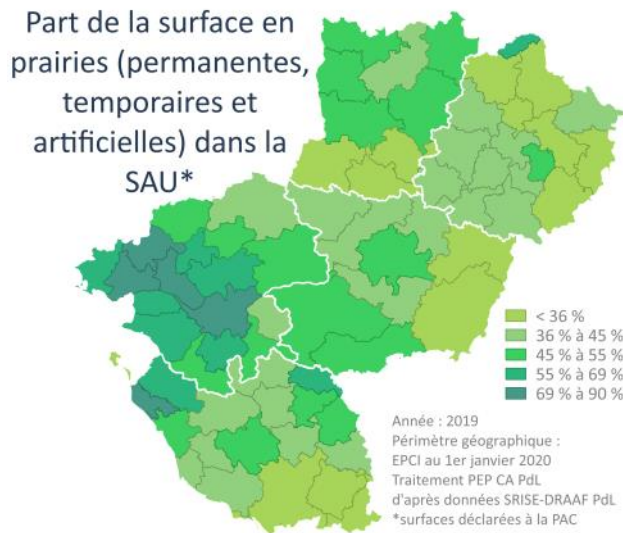 Part de la surface en
prairies (permanentes,
temporaires et
artificielles) dans la
SAU*
< 36 %
36 % à 45 %
45 % à 55 %
55 % à 69 %
69 % à 90 %
Année : 2019
Périmètre géographique :
EPCI au 1er janvier 2020
Traitement PEP CA PdL
d'après données SRISE-DRAAF PdL
*surfaces déclarées à la PAC